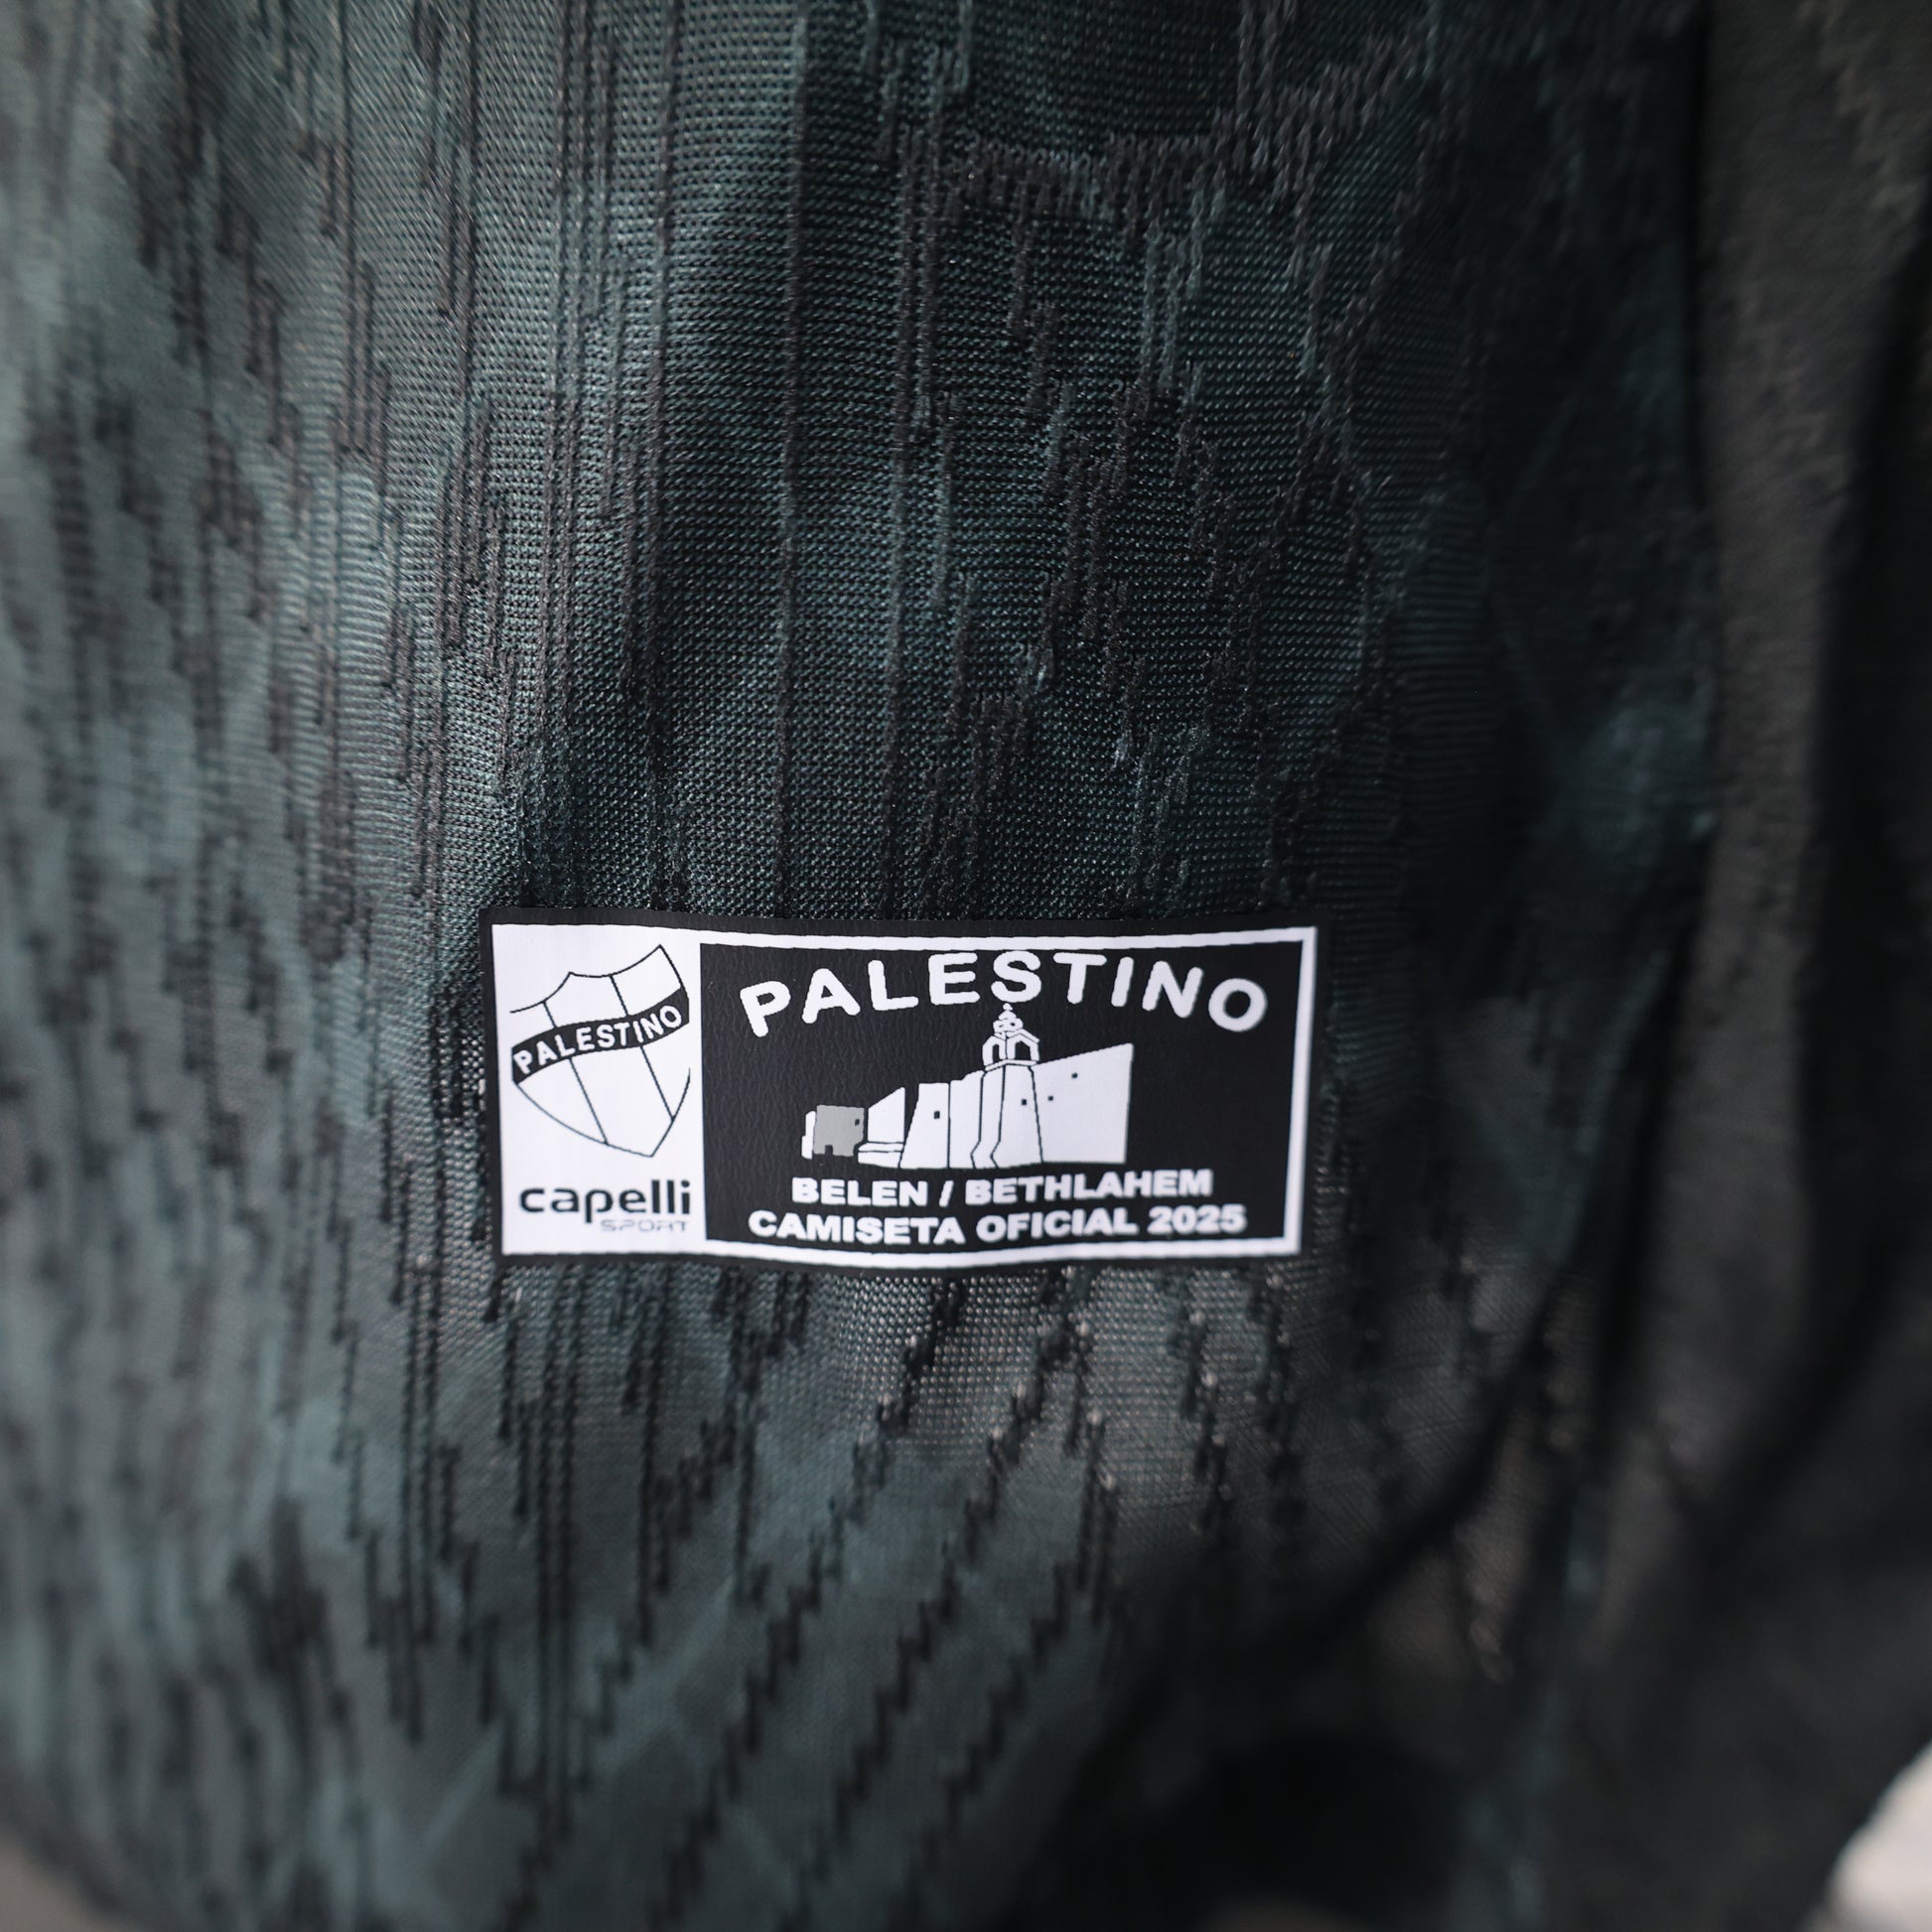 PALESTINO
capelli
SPORT
PALESTINO
BELEN / BETHLAHEM
CAMISETA OFICIAL 2025